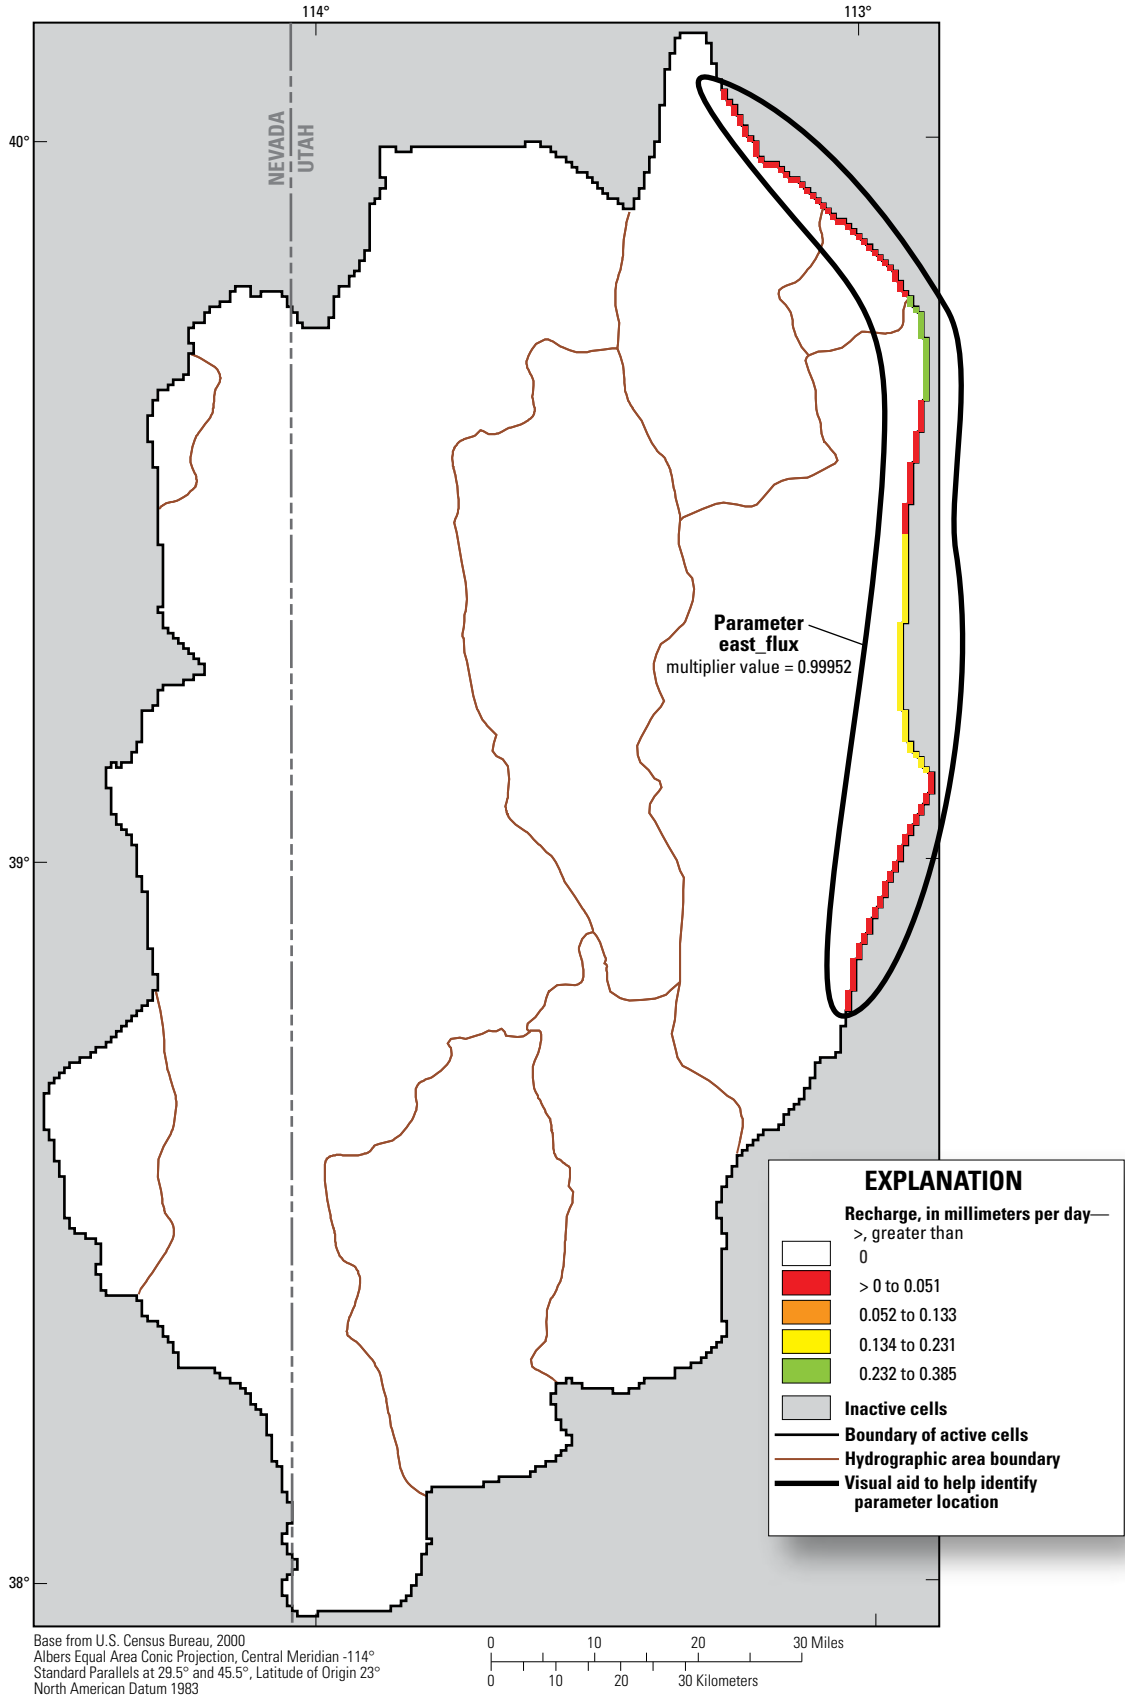 114°
113°
40°
NEVADA
UTAH
Parameter
east_flux
multiplier value = 0.99952
39°
EXPLANATION
Recharge, in millimeters per day—
>, greater than
0
> 0 to 0.051
0.052 to 0.133
0.134 to 0.231
0.232 to 0.385
Inactive cells
Boundary of active cells
Hydrographic area boundary
Visual aid to help identify
parameter location
38°
Base from U.S. Census Bureau, 2000
Albers Equal Area Conic Projection, Central Meridian -114°
Standard Parallels at 29.5° and 45.5°, Latitude of Origin 23°
North American Datum 1983
0 10 20 30 Miles
0 10 20 30 Kilometers